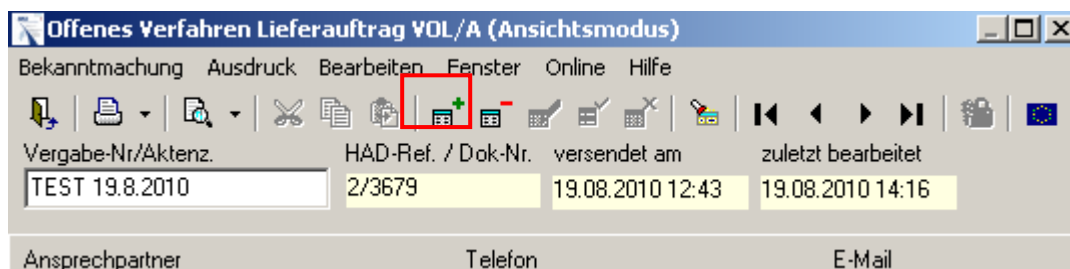 Offenes Verfahren Lieferauftrag VOL/A (Ansichtsmodus)
Bekanntmachung Ausdruck Bearbeiten Fenster Online Hilfe
Vergabe-Nr/Aktenz. HAD-Ref. / Dok-Nr. versendet am zuletzt bearbeitet
TEST 19.8.2010 2/3679 19.08.2010 12:43 19.08.2010 14:16
Ansprechpartner Telefon E-Mail